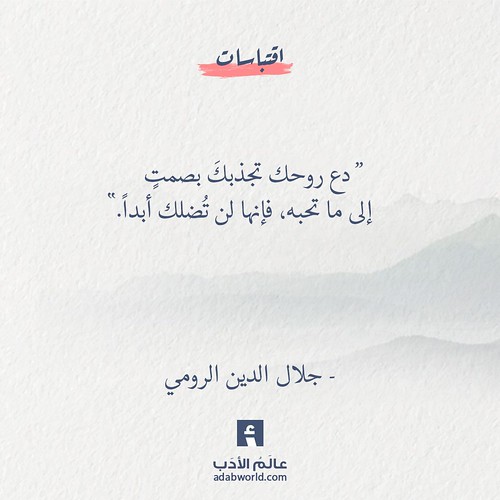 اقتباسات
” دع روحك تجذبكَ بصمتٍ
إلى ما تحبه، فإنها لن تُضلك أبداً.“
- جلال الدين الرومي
أ
عالَمُ الأدَب
adabworld.com